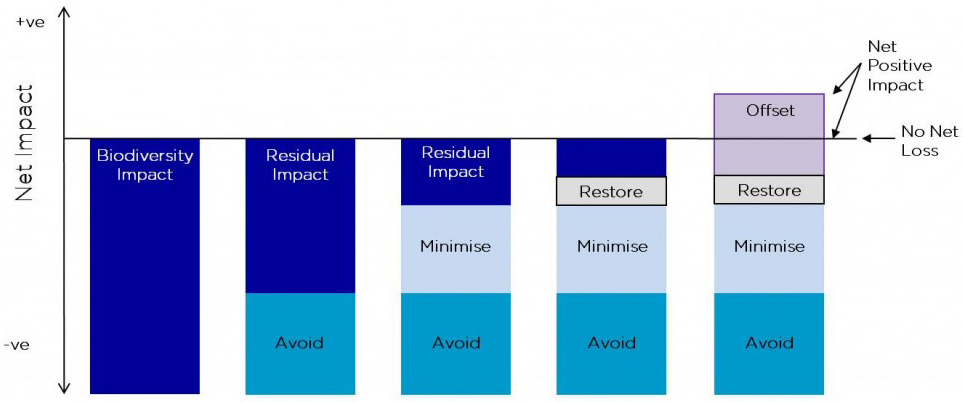 +ve
Net Impact
-ve
Biodiversity
Impact
Residual
Impact
Avoid
Residual
Impact
Minimise
Avoid
Restore
Minimise
Avoid
Offset
Restore
Minimise
Avoid
Net
Positive
Impact
No Net
Loss